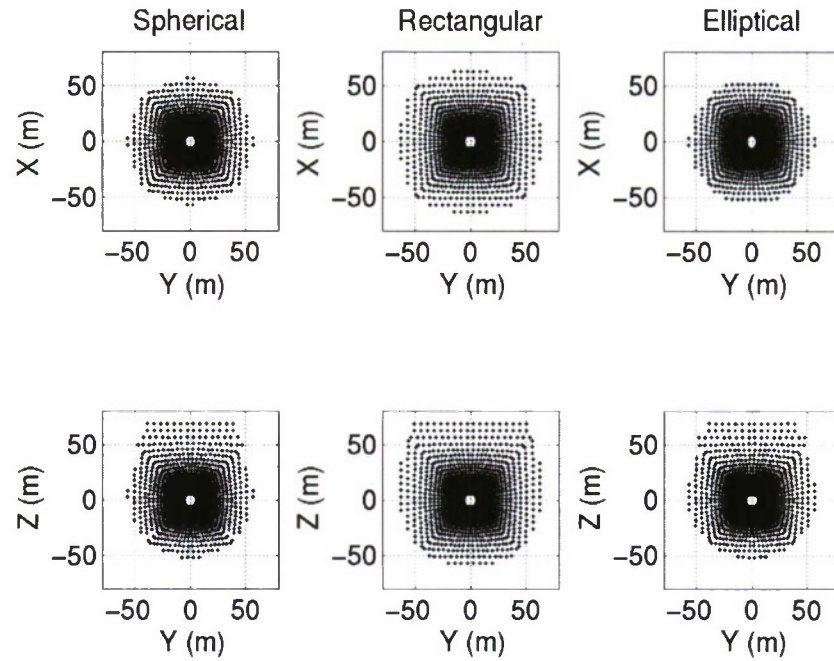 Spherical Rectangular Elliptical
50 50 50
X (m) 0 X (m) 0 X (m) 0
−50 −50 −50
−50 0 50 −50 0 50 −50 0 50
Y (m) Y (m) Y (m)
50 50 50
Z (m) 0 Z (m) 0 Z (m) 0
−50 −50 −50
−50 0 50 −50 0 50 −50 0 50
Y (m) Y (m) Y (m)